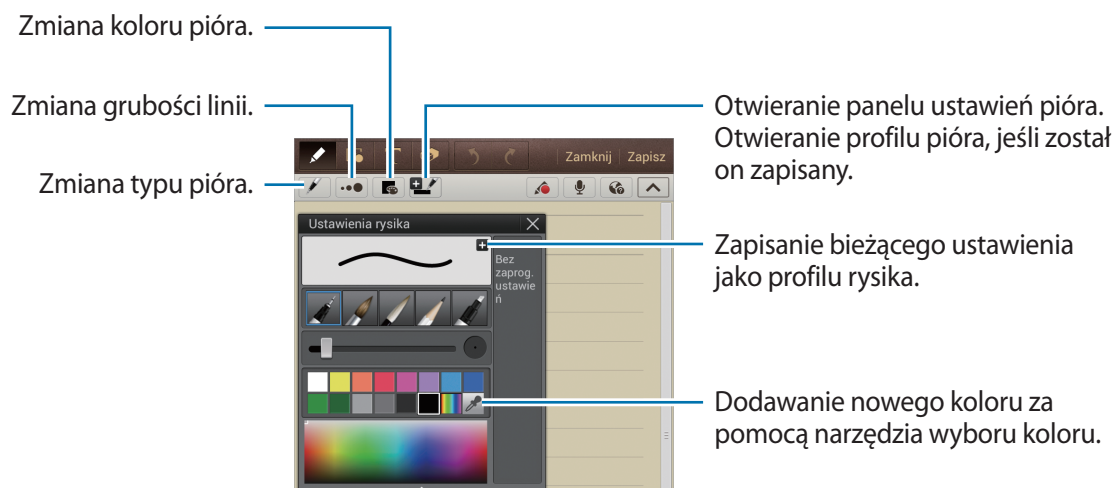 Zmiana koloru pióra.
Zmiana grubości linii.
Zmiana typu pióra.
Otwieranie panelu ustawień pióra.
Otwieranie profilu pióra, jeśli został
on zapisany.
Zamknij
Zapisz
Ustawienia rysika
Bez
zaprog.
ustawie
ń
Zapisanie bieżącego ustawienia
jako profilu rysika.
Dodawanie nowego koloru za
pomocą narzędzia wyboru koloru.